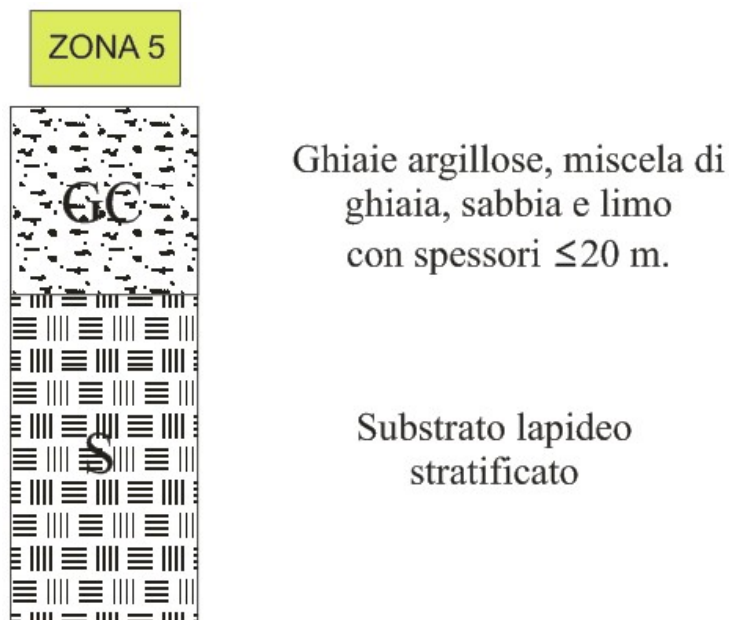 ZONA 5
GC
Ghiaie argillose, miscela di
ghiaia, sabbia e limo
con spessori ≤20 m.
S
Substrato lapideo
stratificato